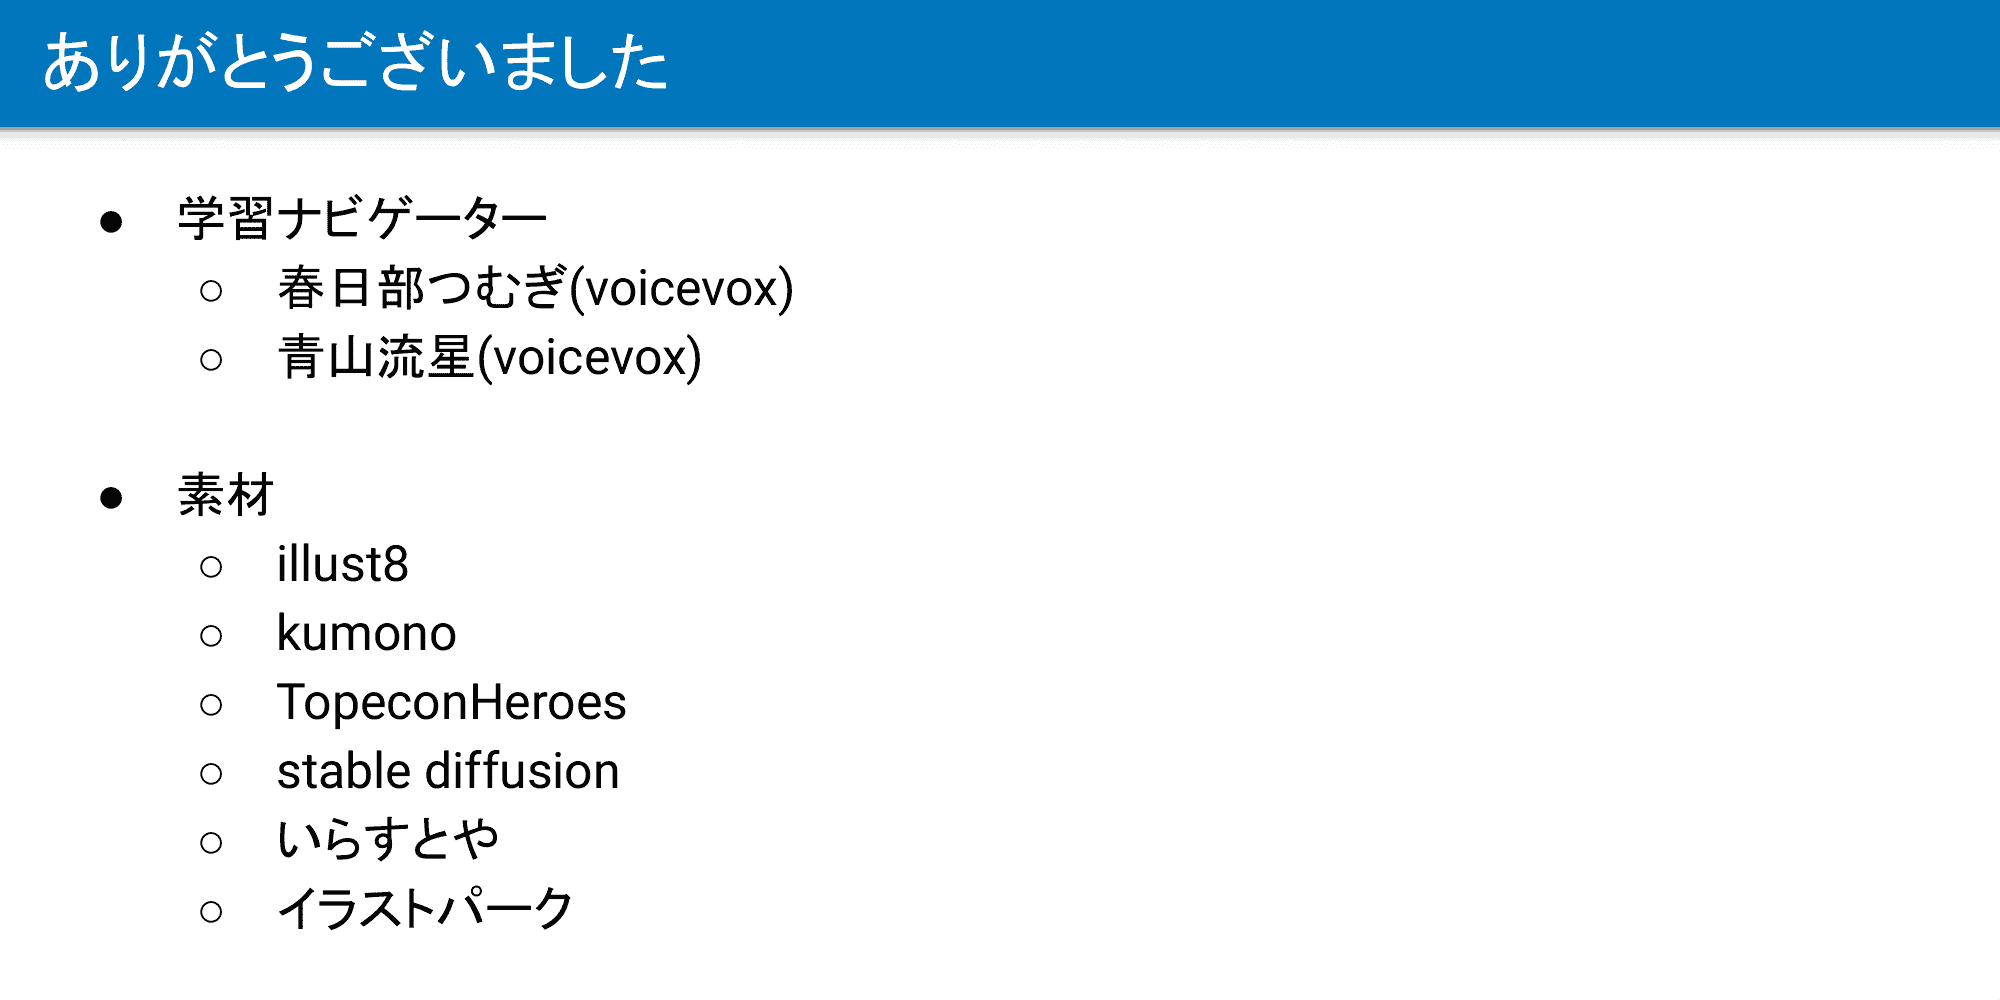 ありがとうございました
● 学習ナビゲーター
○ 春日部つむぎ(voicevox)
○ 青山流星(voicevox)
● 素材
○ illust8
○ kumono
○ TopeconHeroes
○ stable diffusion
○ いらすとや
○ イラストパーク